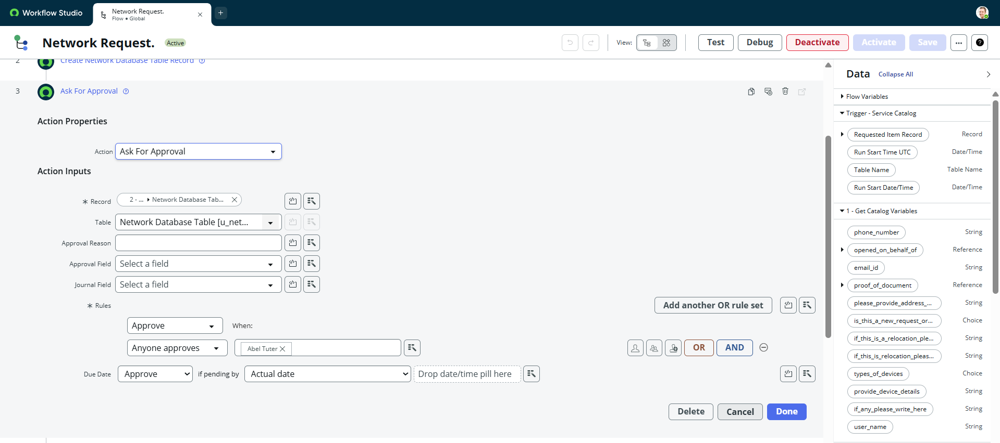 Workflow Studio
Network Request.
Flow • Global
Network Request.
Active
View:
Test
Debug
Deactivate
Activate
Save
2
Create Network Database Table Record
3
Ask For Approval
Action Properties
Action
Ask For Approval
Action Inputs
* Record
2 - ... ▸ Network Database Tab...
Table
Network Database Table [u_net...
Approval Reason
Approval Field
Select a field
Journal Field
Select a field
* Rules
Add another OR rule set
Approve
When:
Anyone approves
Abel Tuter
OR
AND
Due Date
Approve
if pending by
Actual date
Drop date/time pill here
Delete
Cancel
Done
Data
Collapse All
Flow Variables
Trigger - Service Catalog
Requested Item Record Record
Run Start Time UTC Date/Time
Table Name Table Name
Run Start Date/Time Date/Time
1 - Get Catalog Variables
phone_number String
opened_on_behalf_of Reference
email_id String
proof_of_document Reference
please_provide_address_... String
is_this_a_new_request_or... Choice
if_this_is_a_relocation_ple... String
if_this_is_relocation_pleas... String
types_of_devices Choice
provide_device_details String
if_any_please_write_here String
user_name String